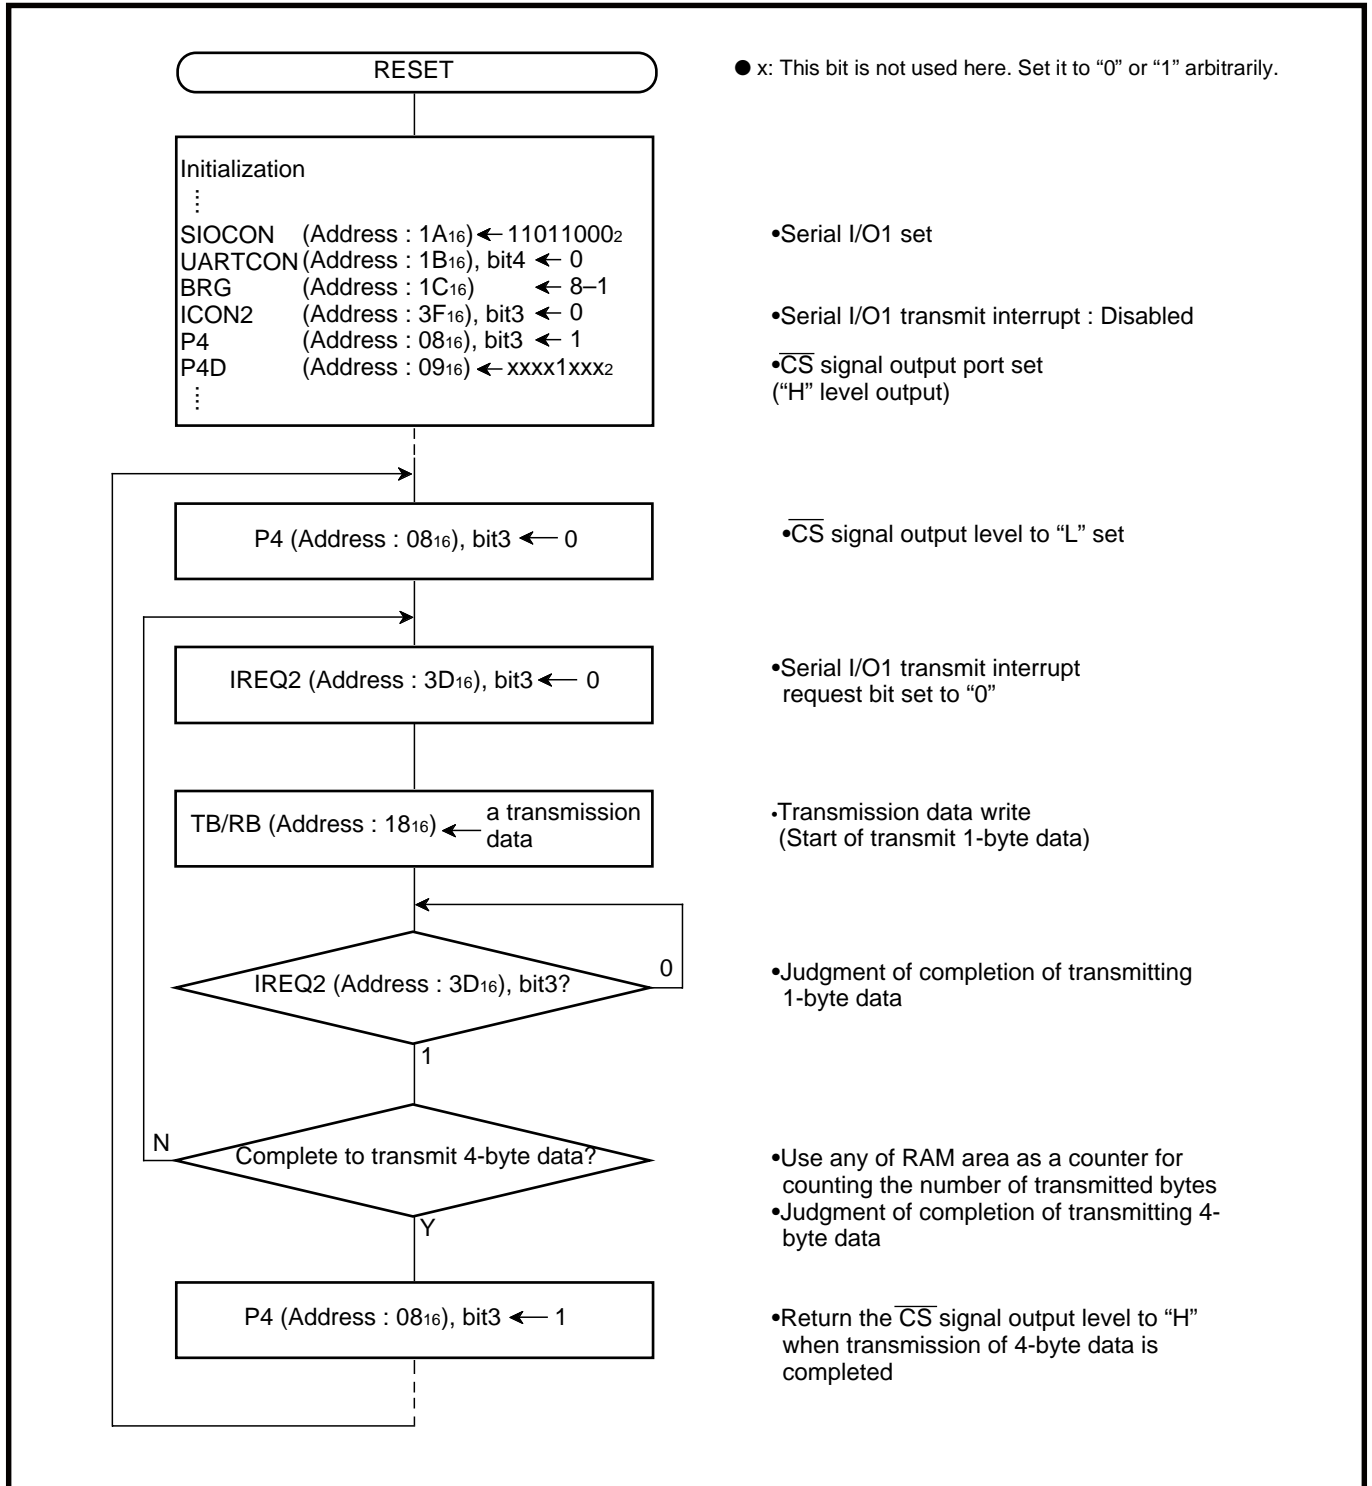 RESET
● x: This bit is not used here. Set it to “0” or “1” arbitrarily.
Initialization
SIOCON (Address : 1A16) ← 110110002
UARTCON (Address : 1B16), bit4 ← 0
BRG (Address : 1C16) ← 8–1
ICON2 (Address : 3F16), bit3 ← 0
P4 (Address : 0816), bit3 ← 1
P4D (Address : 0916) ← xxxx1xxx2
•Serial I/O1 set
•Serial I/O1 transmit interrupt : Disabled
•C̅S̅ signal output port set
(“H” level output)
P4 (Address : 0816), bit3 ← 0
•C̅S̅ signal output level to “L” set
IREQ2 (Address : 3D16), bit3 ← 0
•Serial I/O1 transmit interrupt
request bit set to “0”
TB/RB (Address : 1816) ← a transmission
data
•Transmission data write
(Start of transmit 1-byte data)
IREQ2 (Address : 3D16), bit3?
0
•Judgment of completion of transmitting
1-byte data
1
N
Complete to transmit 4-byte data?
•Use any of RAM area as a counter for
counting the number of transmitted bytes
•Judgment of completion of transmitting 4-
byte data
Y
P4 (Address : 0816), bit3 ← 1
•Return the C̅S̅ signal output level to “H”
when transmission of 4-byte data is
completed